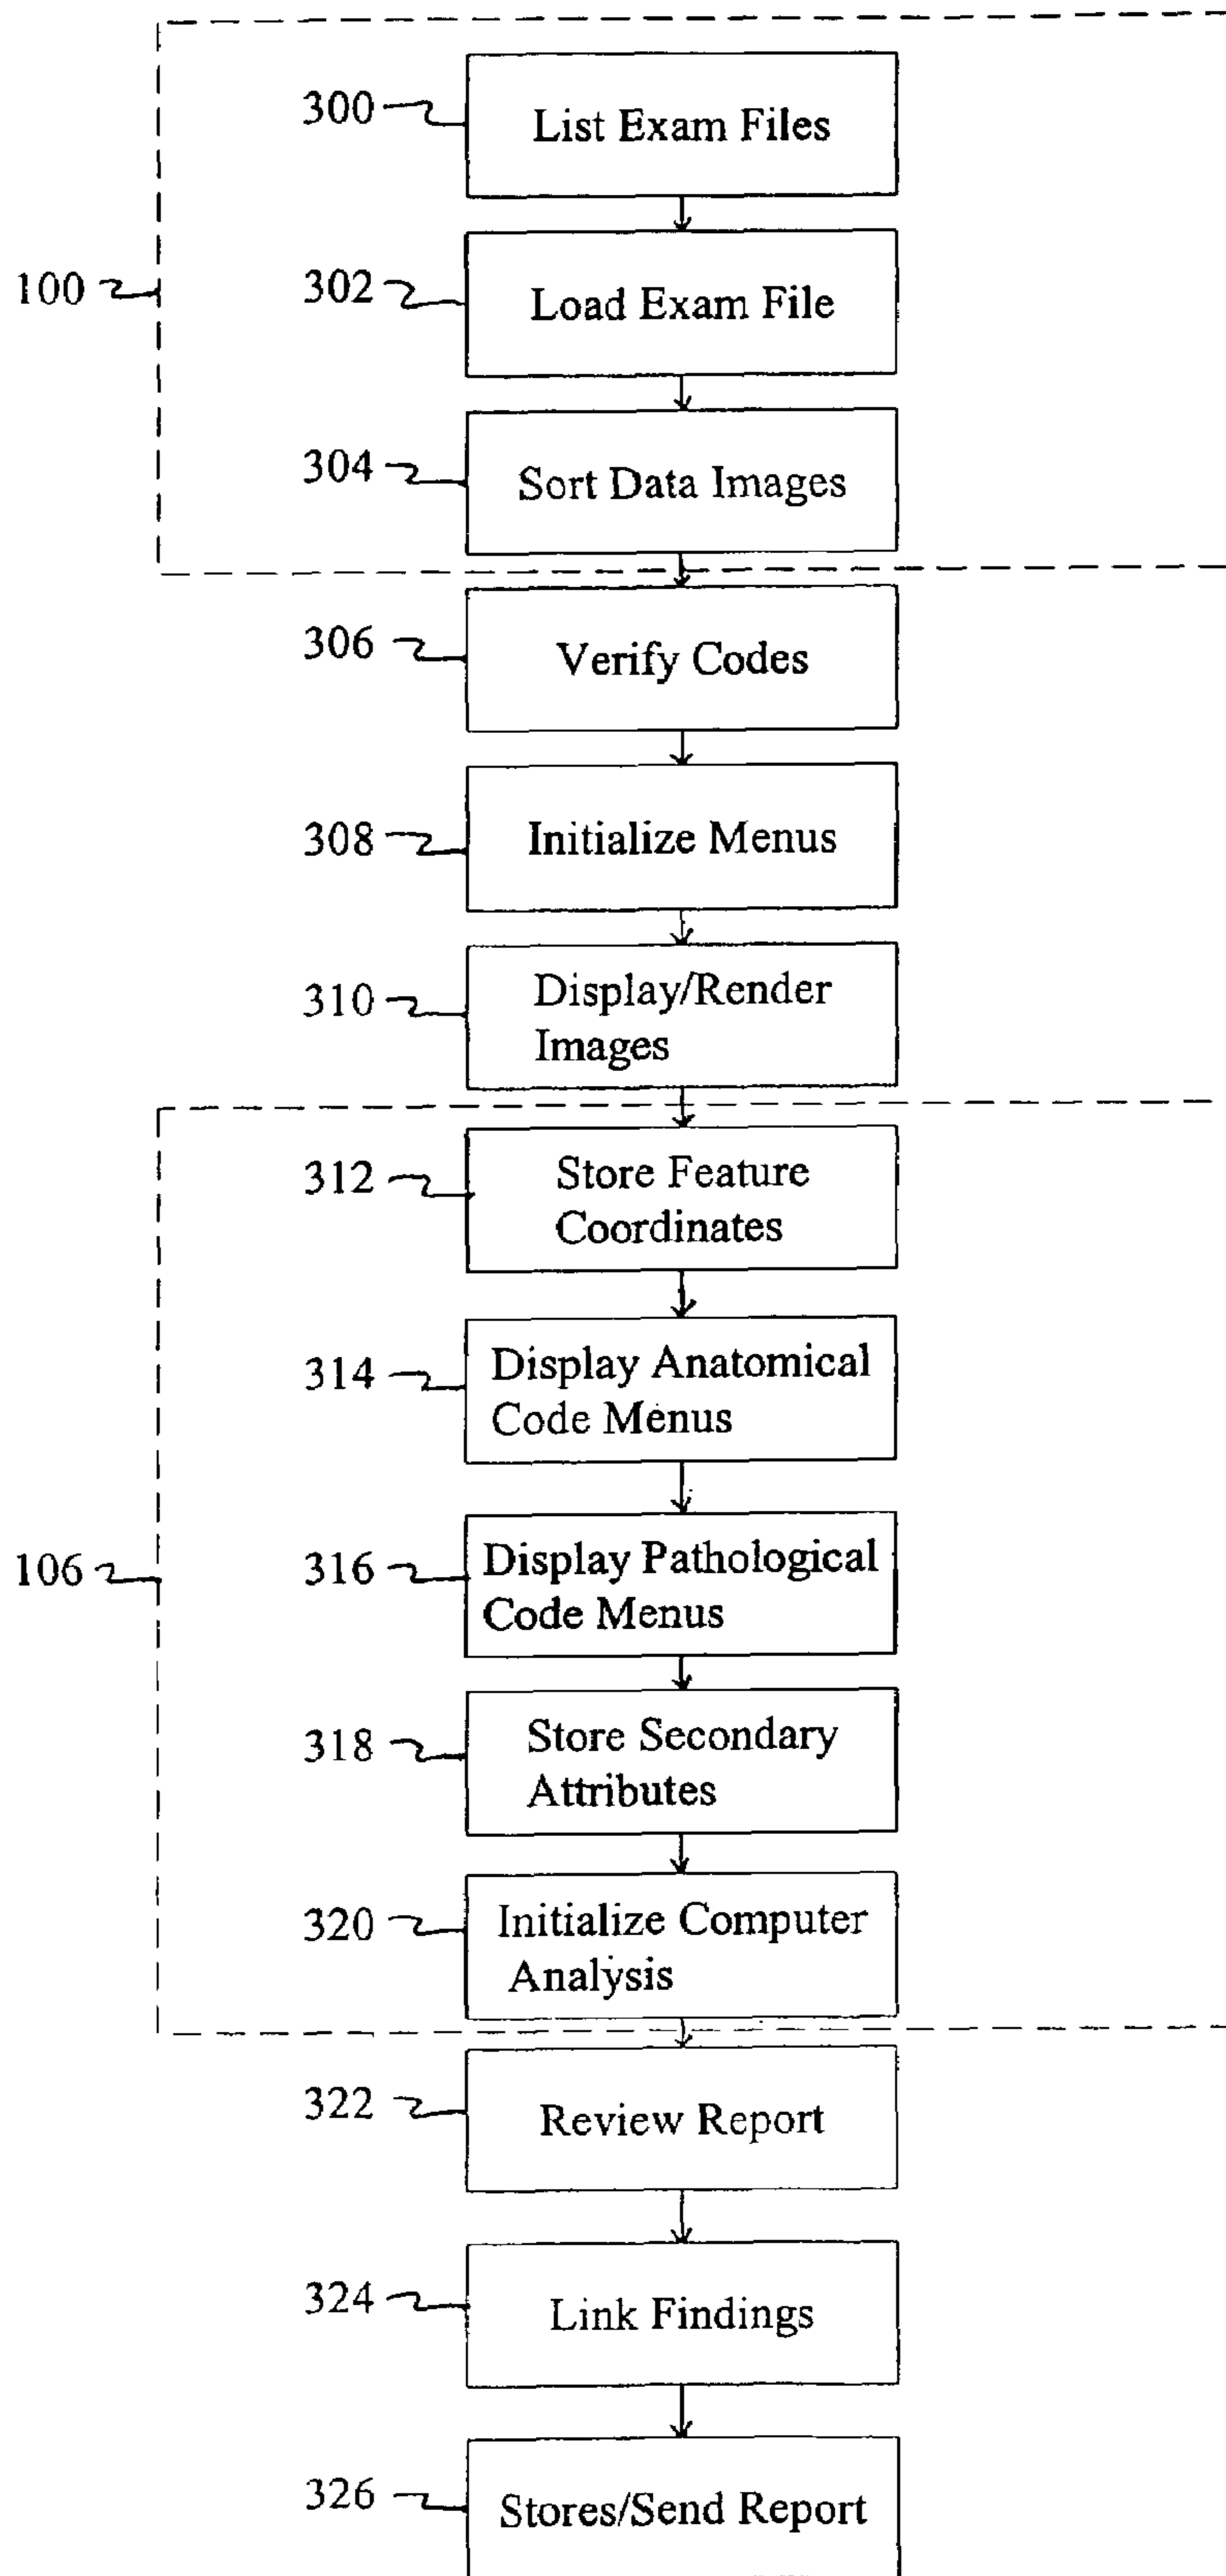 300
List Exam Files
100
302
Load Exam File
304
Sort Data Images
306
Verify Codes
308
Initialize Menus
310
Display/Render
Images
312
Store Feature
Coordinates
314
Display Anatomical
Code Menus
106
316
Display Pathological
Code Menus
318
Store Secondary
Attributes
320
Initialize Computer
Analysis
322
Review Report
324
Link Findings
326
Stores/Send Report